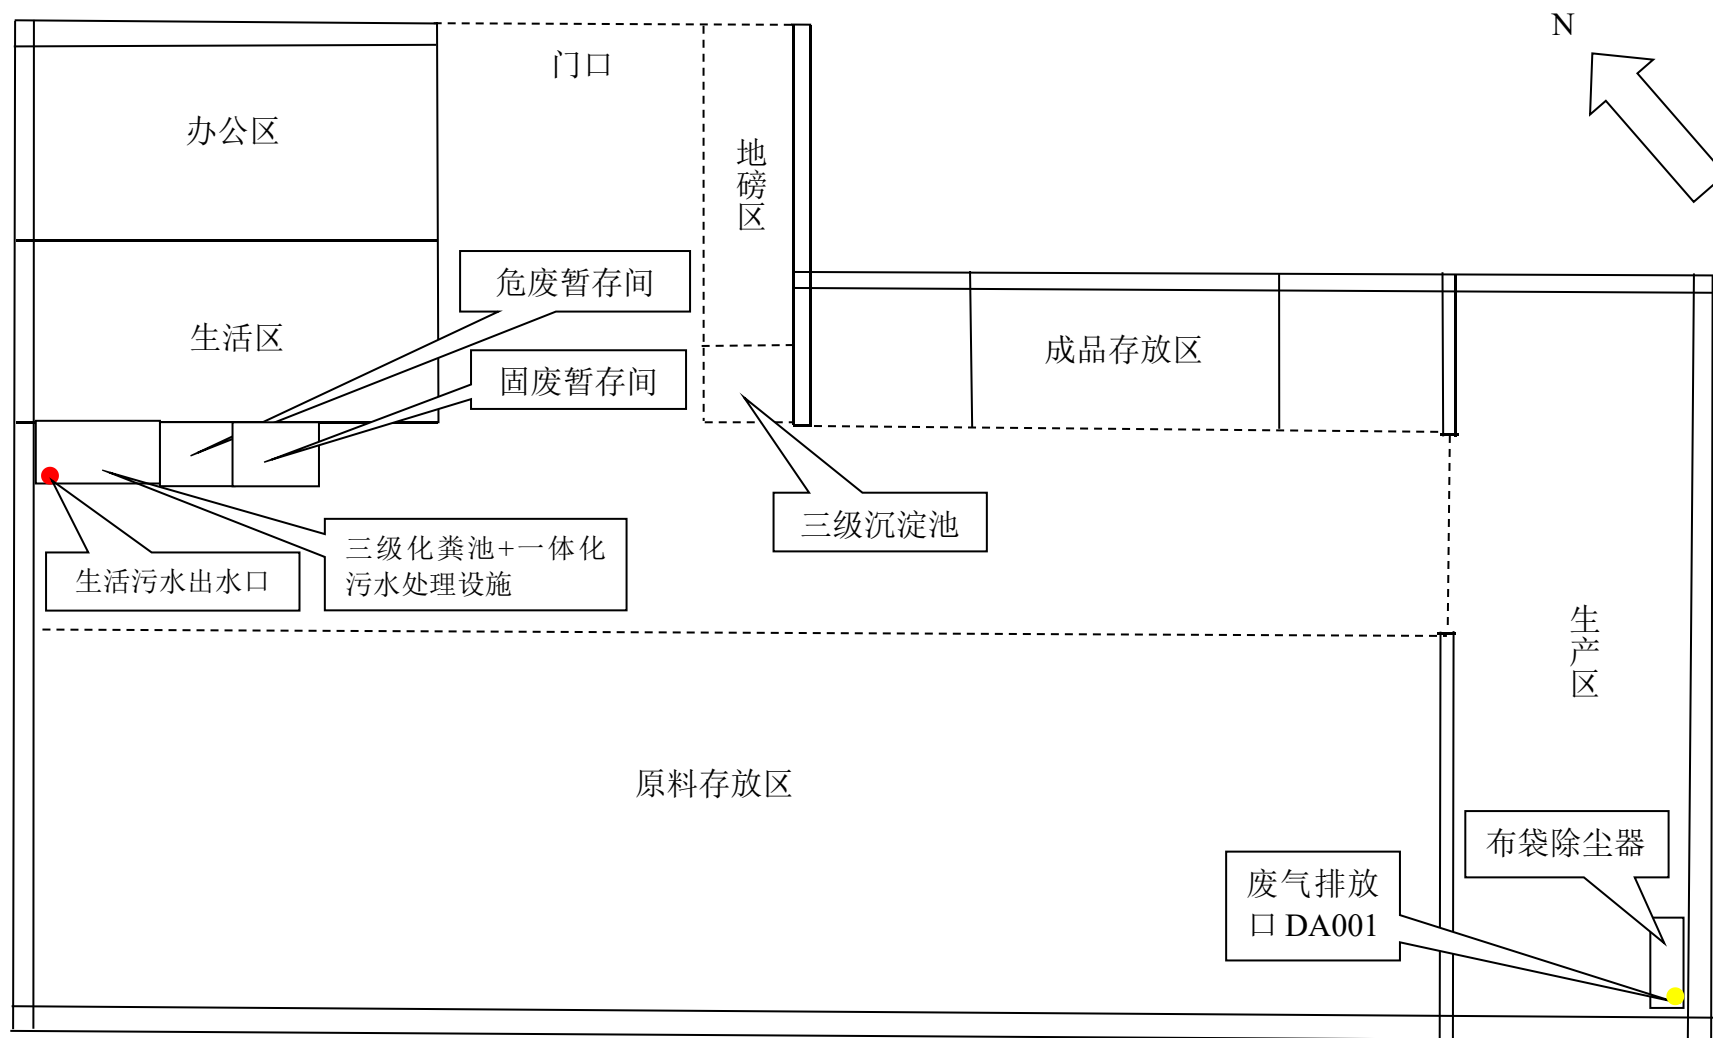 N
门口
办公区
地磅区
危废暂存间
生活区
成品存放区
固废暂存间
三级沉淀池
三级化粪池+一体化
污水处理设施
生活污水出水口
生产区
原料存放区
布袋除尘器
废气排放
口 DA001